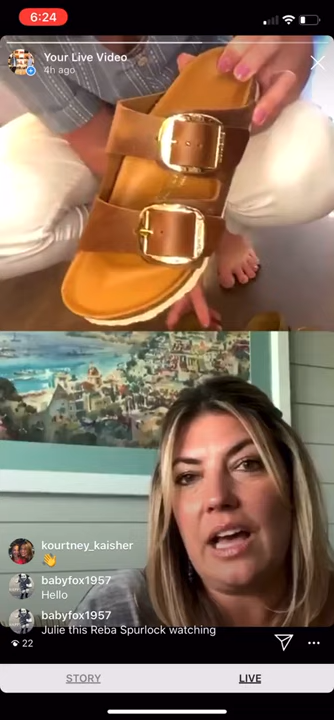 6:24
Your Live Video
4h ago
kourtney_kaisher
👋
babyfox1957
Hello
babyfox1957
Julie this Reba Spurlock watching
22
STORY
LIVE